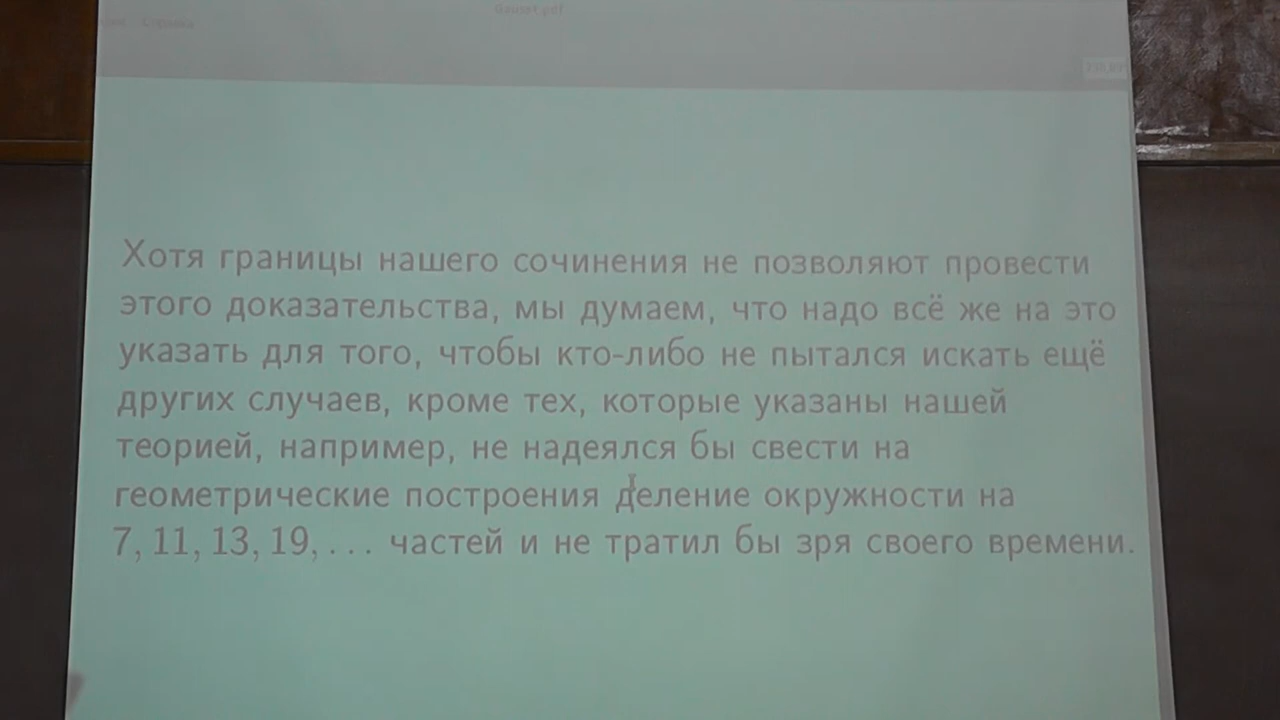 Справка
Gauss+.pdf
Хотя границы нашего сочинения не позволяют провести
этого доказательства, мы думаем, что надо всё же на это
указать для того, чтобы кто-либо не пытался искать ещё
других случаев, кроме тех, которые указаны нашей
теорией, например, не надеялся бы свести на
геометрические построения деление окружности на
7, 11, 13, 19, ... частей и не тратил бы зря своего времени.